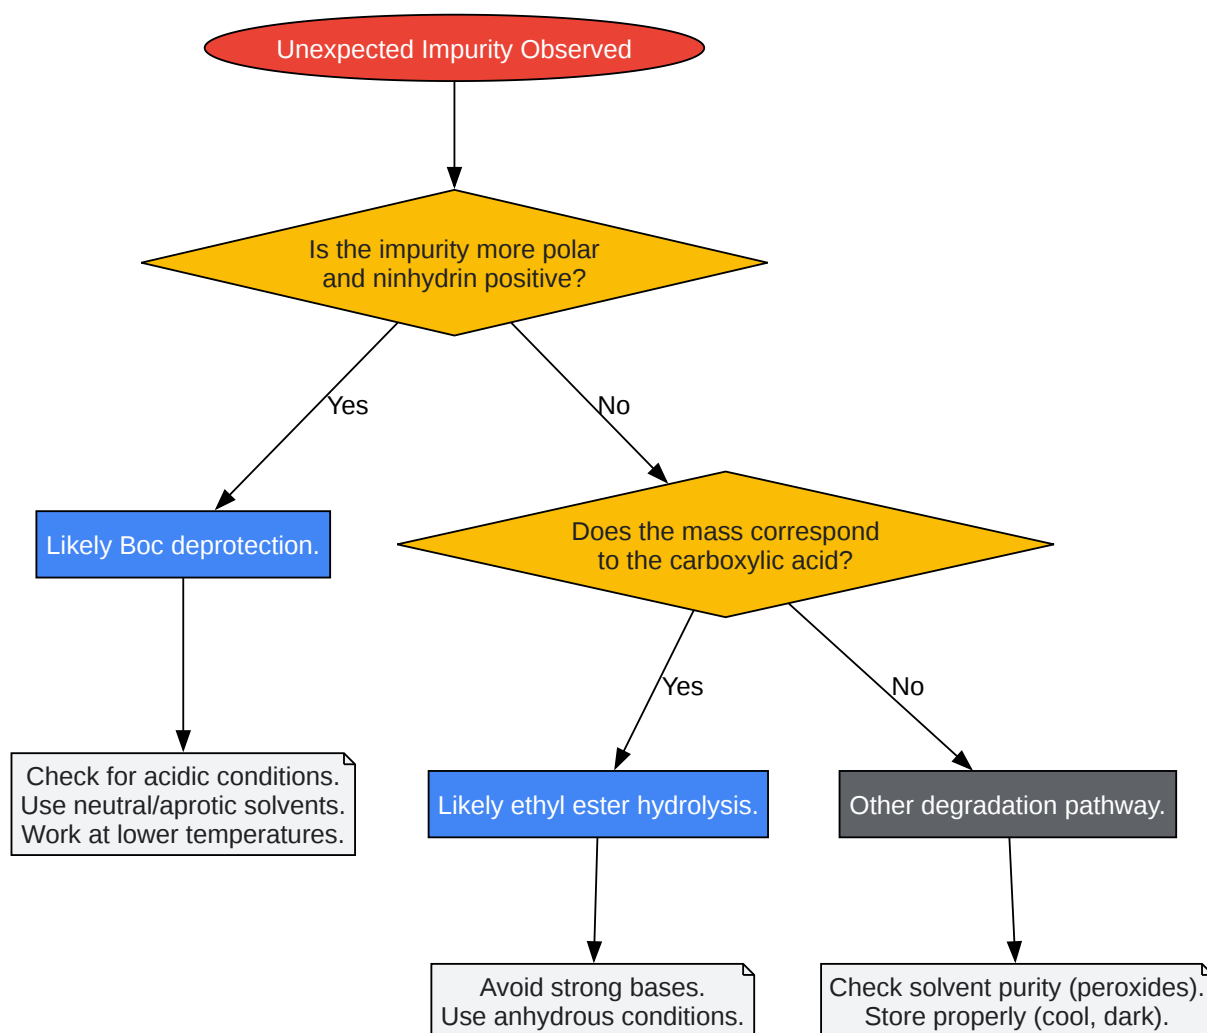 Unexpected Impurity Observed
Is the impurity more polar
and ninhydrin positive?
Yes
No
Likely Boc deprotection.
Does the mass correspond
to the carboxylic acid?
Yes
No
Check for acidic conditions.
Use neutral/aprotic solvents.
Work at lower temperatures.
Likely ethyl ester hydrolysis.
Other degradation pathway.
Avoid strong bases.
Use anhydrous conditions.
Check solvent purity (peroxides).
Store properly (cool, dark).